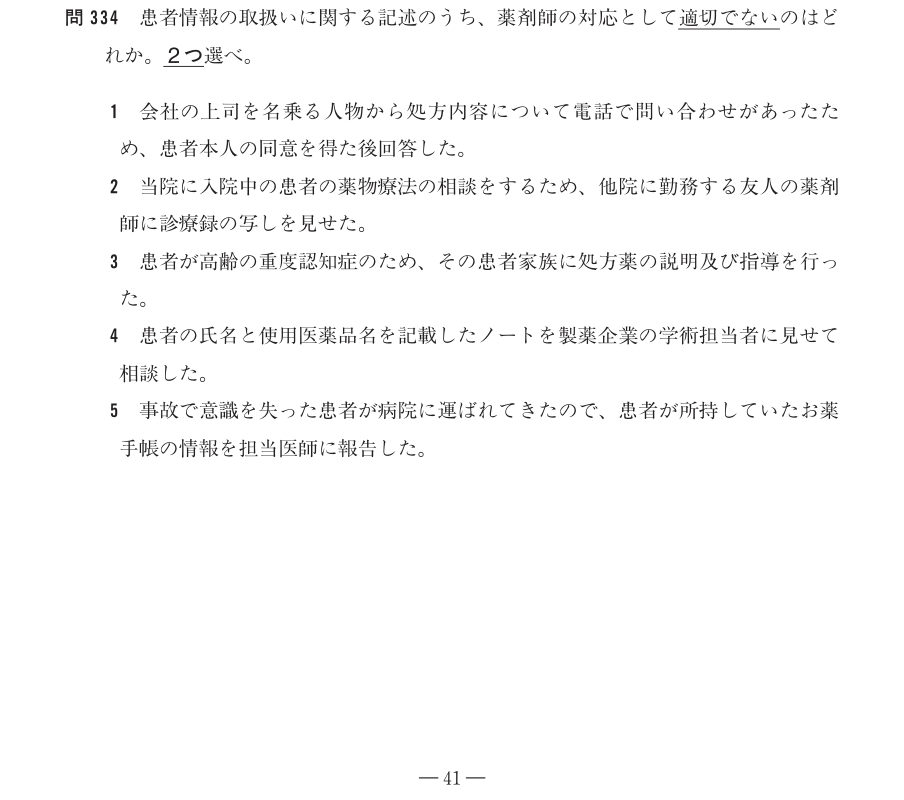 問 334　患者情報の取扱いに関する記述のうち、薬剤師の対応として適切でないのはど
れか。２つ選べ。
1　会社の上司を名乗る人物から処方内容について電話で問い合わせがあったた
め、患者本人の同意を得た後回答した。
2　当院に入院中の患者の薬物療法の相談をするため、他院に勤務する友人の薬剤
師に診療録の写しを見せた。
3　患者が高齢の重度認知症のため、その患者家族に処方薬の説明及び指導を行っ
た。
4　患者の氏名と使用医薬品名を記載したノートを製薬企業の学術担当者に見せて
相談した。
5　事故で意識を失った患者が病院に運ばれてきたので、患者が所持していたお薬
手帳の情報を担当医師に報告した。
― 41 ―